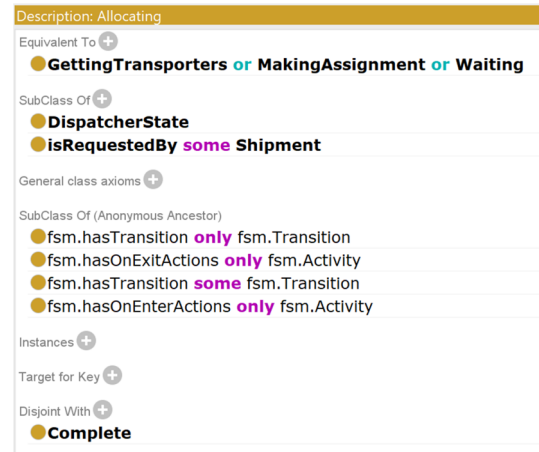 Description: Allocating
Equivalent To
GettingTransporters or MakingAssignment or Waiting
SubClass Of
DispatcherState
isRequestedBy some Shipment
General class axioms
SubClass Of (Anonymous Ancestor)
fsm.hasTransition only fsm.Transition
fsm.hasOnExitActions only fsm.Activity
fsm.hasTransition some fsm.Transition
fsm.hasOnEnterActions only fsm.Activity
Instances
Target for Key
Disjoint With
Complete